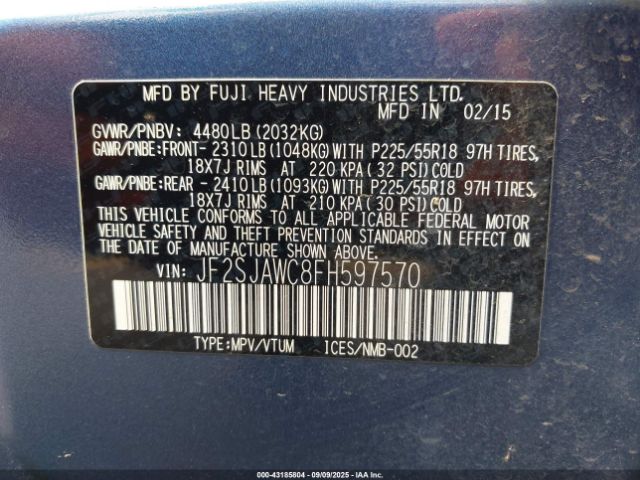 MFD BY FUJI HEAVY INDUSTRIES LTD.
MFD IN 02/15
GVWR/PNBV: 4480LB(2032KG)
GAWR/PNBE:FRONT- 2310LB(1048KG)WITH P225/55R18 97H TIRES,
18X7J RIMS AT 220 KPA( 32 PSI)COLD
GAWR/PNBE:REAR - 2410LB(1093KG)WITH P225/55R18 97H TIRES,
18X7J RIMS AT 210 KPA( 30 PSI)COLD
THIS VEHICLE CONFORMS TO ALL APPLICABLE FEDERAL MOTOR
VEHICLE SAFETY AND THEFT PREVENTION STANDARDS IN EFFECT ON
THE DATE OF MANUFACTURE SHOWN ABOVE.
VIN: JF2SJAWC8FH597570
TYPE:MPV/VTUM ICES/NMB-002
000-43185804 - 09/09/2025 - IAAI.COM